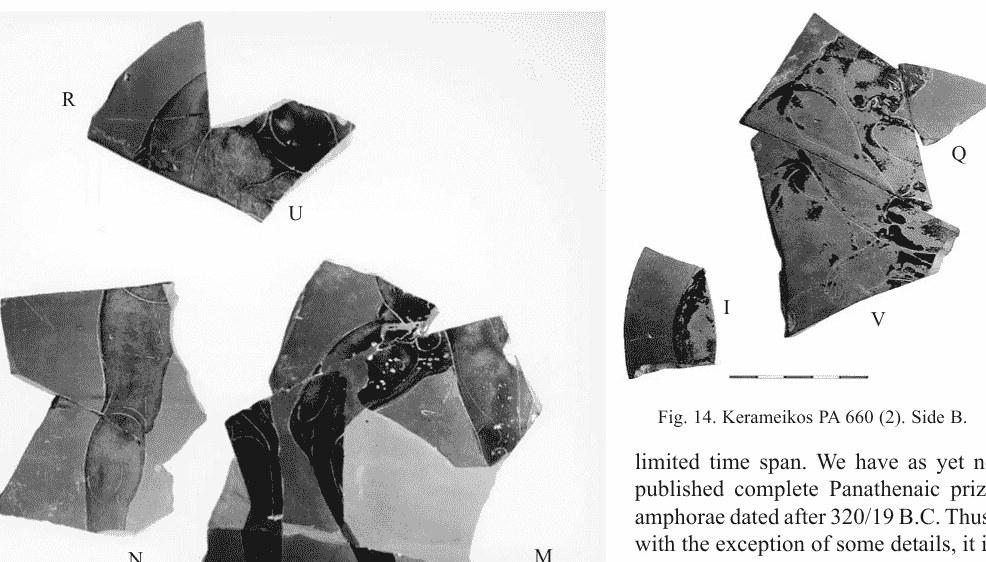 R
U
Q
I
V
N
M
Fig. 14. Kerameikos PA 660 (2). Side B.
limited time span. We have as yet
published complete Panathenaic
amphorae dated after 320/19 B.C. Thus
with the exception of some details, it